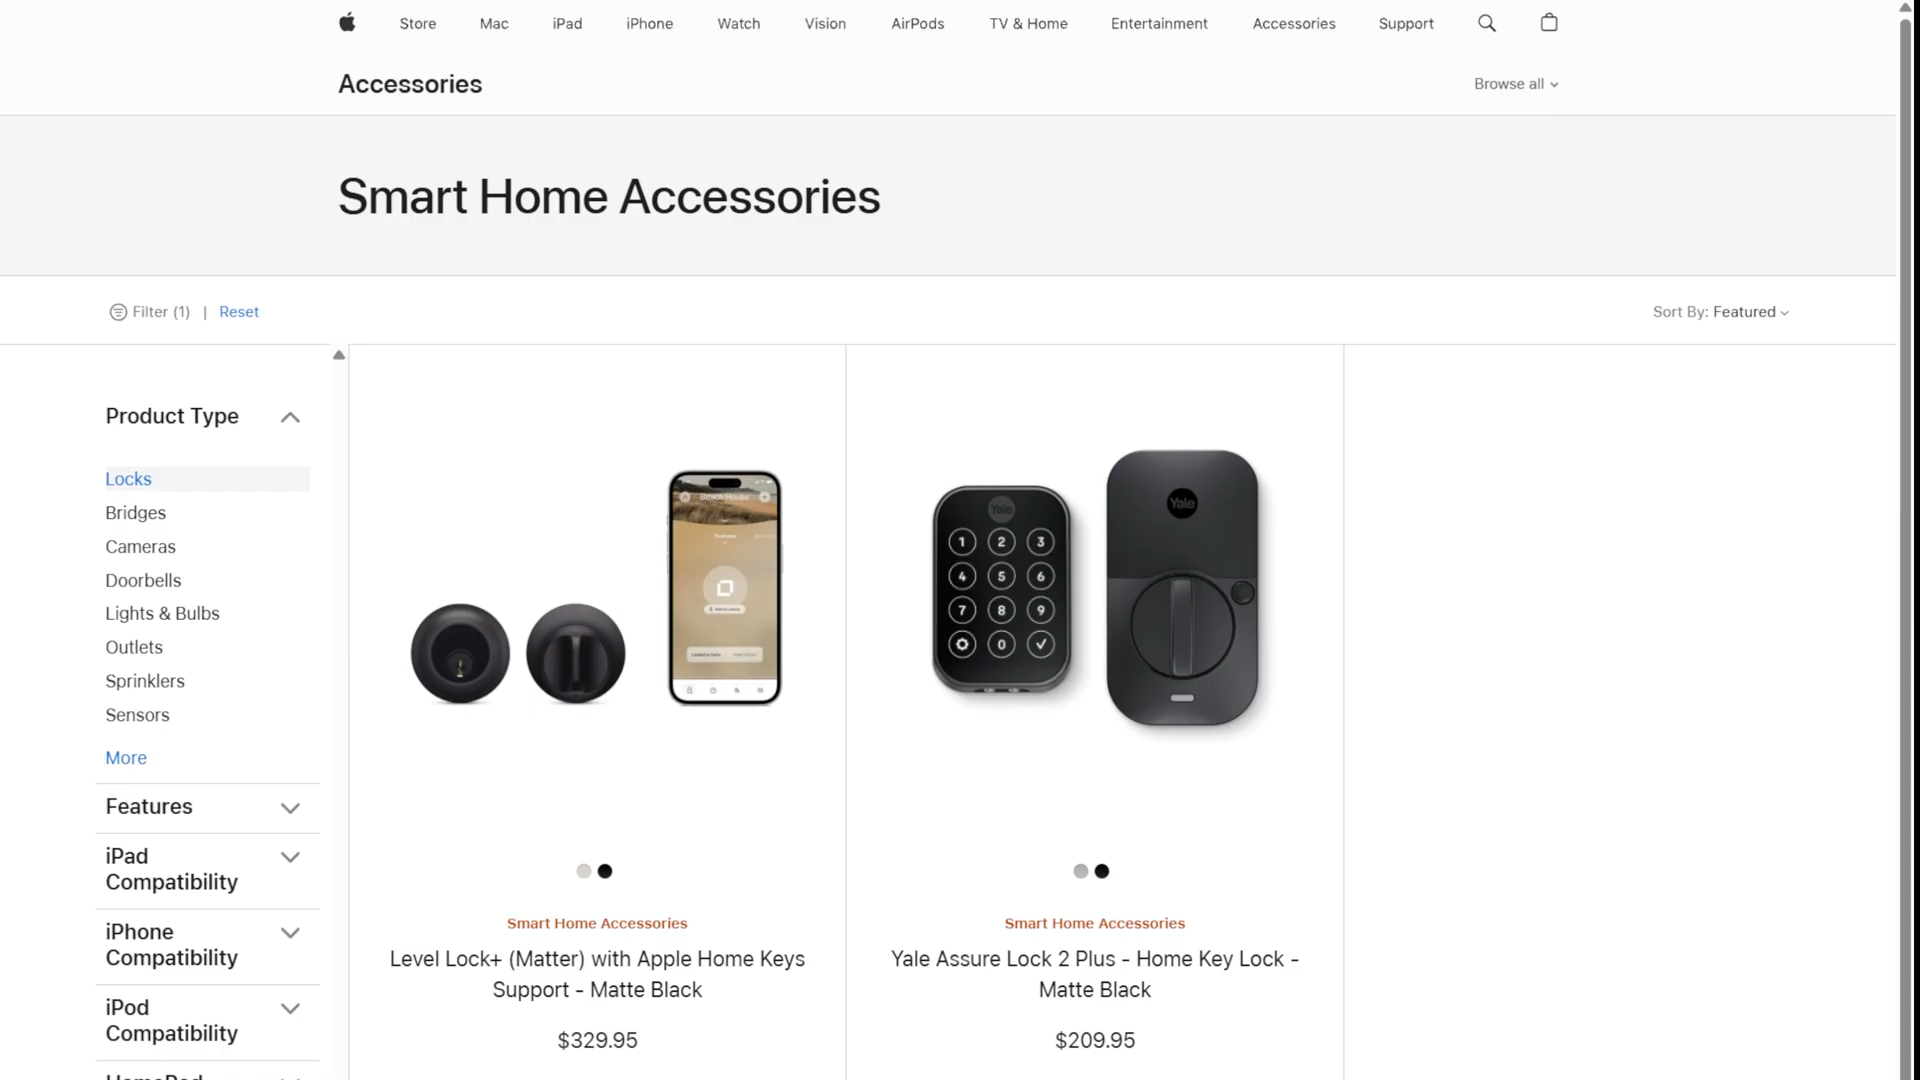 Store
Mac
iPad
iPhone
Watch
Vision
AirPods
TV & Home
Entertainment
Accessories
Support
Accessories
Browse all
Smart Home Accessories
Filter (1) | Reset
Sort By: Featured
Product Type
Locks
Bridges
Cameras
Doorbells
Lights & Bulbs
Outlets
Sprinklers
Sensors
More
Features
iPad
Compatibility
iPhone
Compatibility
iPod
Compatibility
Beach House
Smart Home Accessories
Level Lock+ (Matter) with Apple Home Keys
Support - Matte Black
$329.95
Yale
1 2 3
4 5 6
7 8 9
0
Yale
Smart Home Accessories
Yale Assure Lock 2 Plus - Home Key Lock -
Matte Black
$209.95